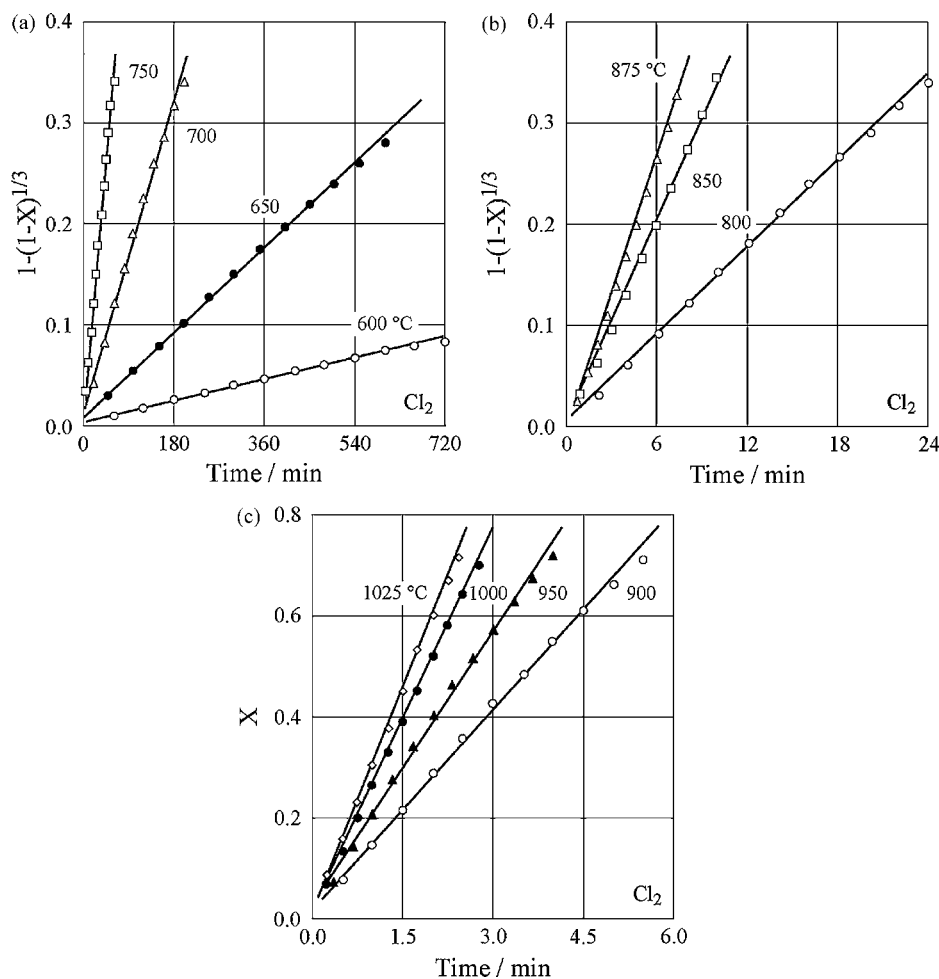 (a)
0.4
0.3
0.2
0.1
0.0
1-(1-X)^1/3
750
700
650
600 °C
Cl₂
0
180
360
540
720
Time / min
(b)
0.4
0.3
0.2
0.1
0.0
1-(1-X)^1/3
875 °C
850
800
Cl₂
0
6
12
18
24
Time / min
(c)
0.8
0.6
0.4
0.2
0.0
X
1025 °C
1000
950
900
Cl₂
0.0
1.5
3.0
4.5
6.0
Time / min